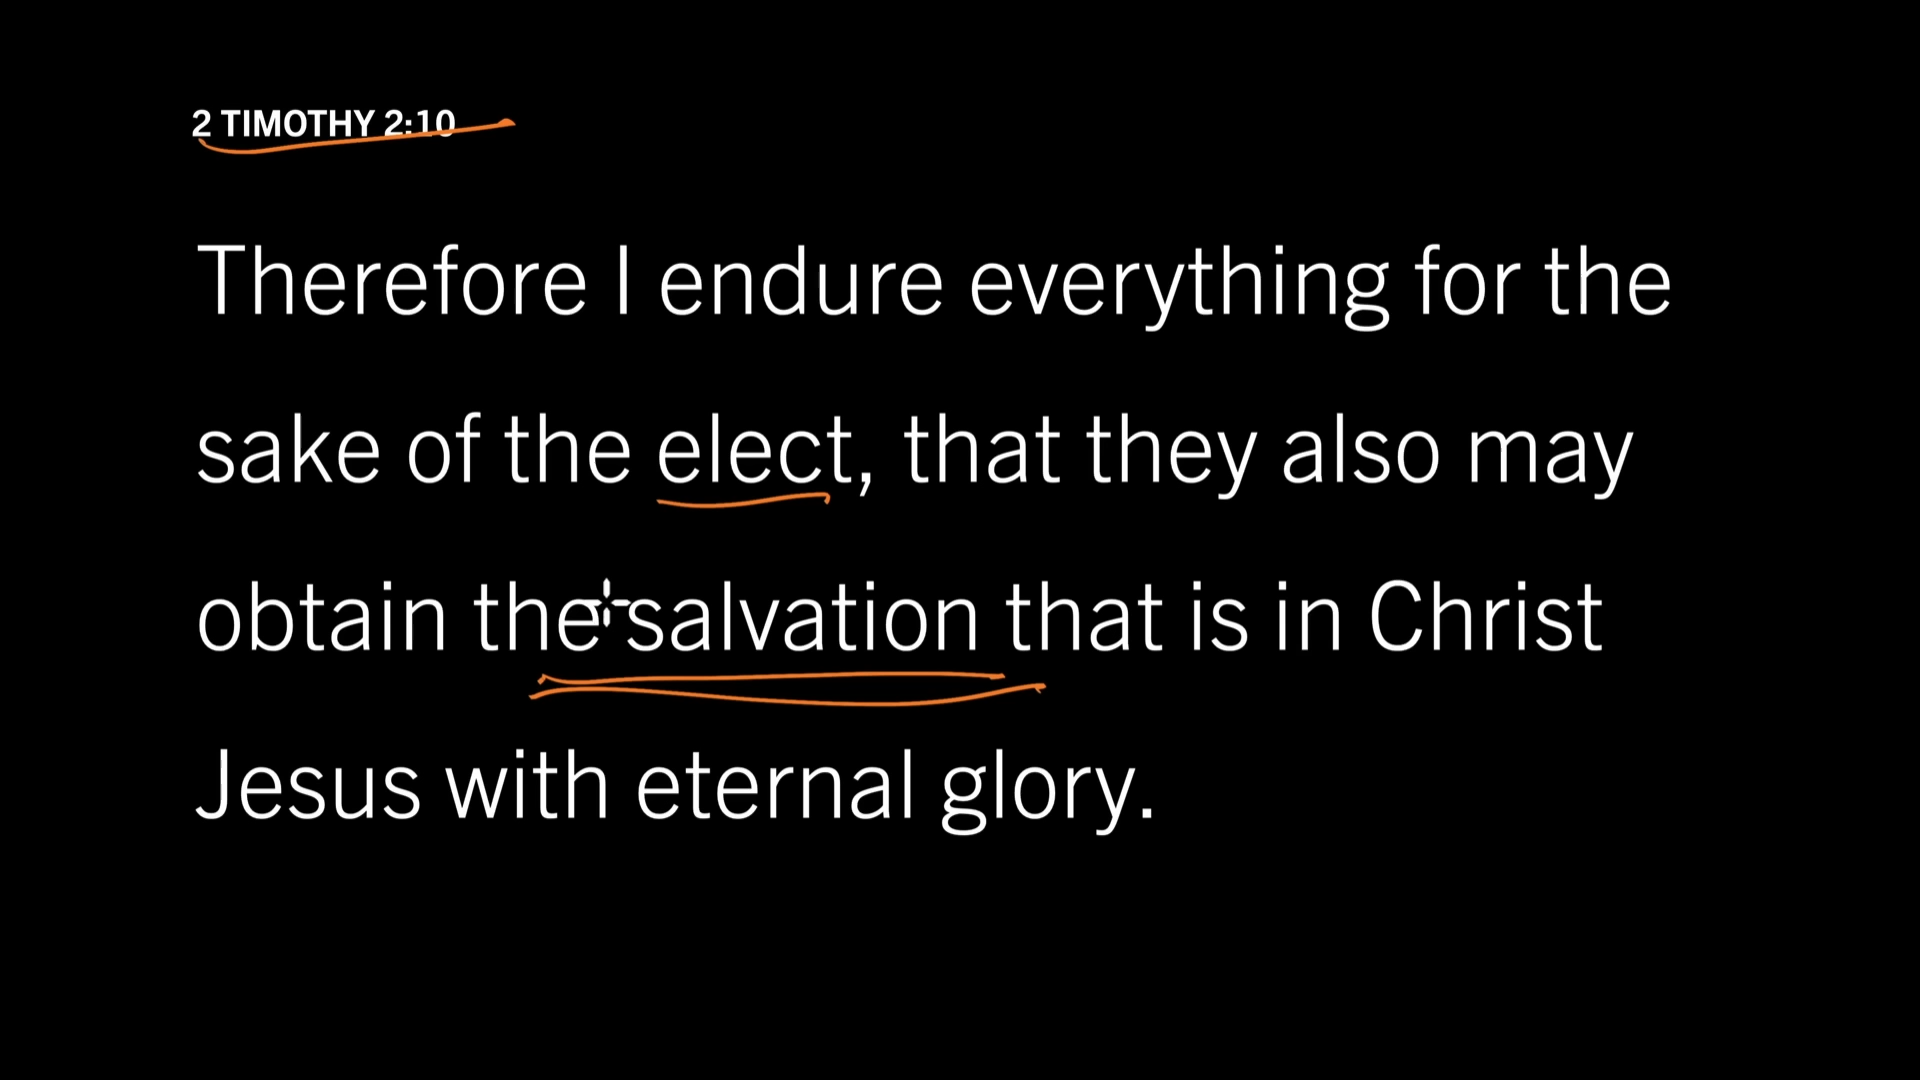 2 TIMOTHY 2:10
Therefore I endure everything for the
sake of the elect, that they also may
obtain the salvation that is in Christ
Jesus with eternal glory.